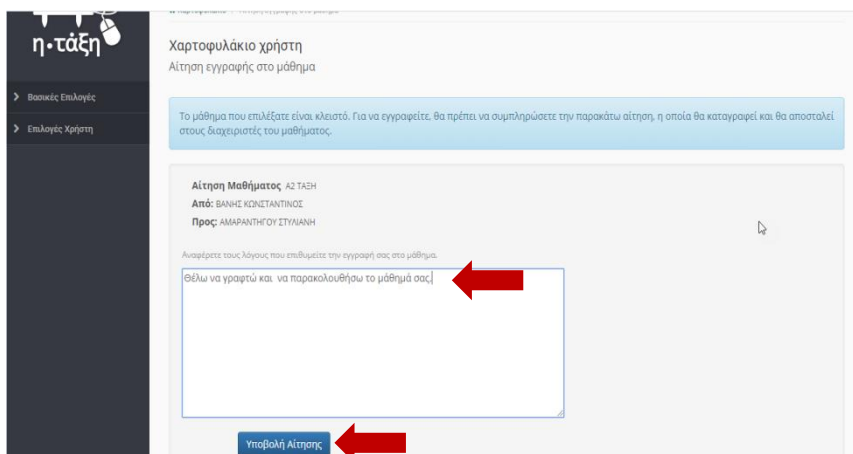 η•τάξη
Χαρτοφυλάκιο χρήστη
Αίτηση εγγραφής στο μάθημα
Βασικές Επιλογές
Επιλογές Χρήστη
Το μάθημα που επιλέξατε είναι κλειστό. Για να εγγραφείτε, θα πρέπει να συμπληρώσετε την παρακάτω αίτηση, η οποία θα καταγραφεί και θα αποσταλεί
στους διαχειριστές του μαθήματος.
Αίτηση Μαθήματος Α2 ΤΑΞΗ
Από: ΒΑΝΗΣ ΚΩΝΣΤΑΝΤΙΝΟΣ
Προς: ΑΜΑΡΑΝΤΗΓΟΥ ΣΤΥΛΙΑΝΗ
Αναφέρετε τους λόγους που επιθυμείτε την εγγραφή σας στο μάθημα.
Θέλω να γραφτώ και να παρακολουθήσω το μάθημά σας.
Υποβολή Αίτησης